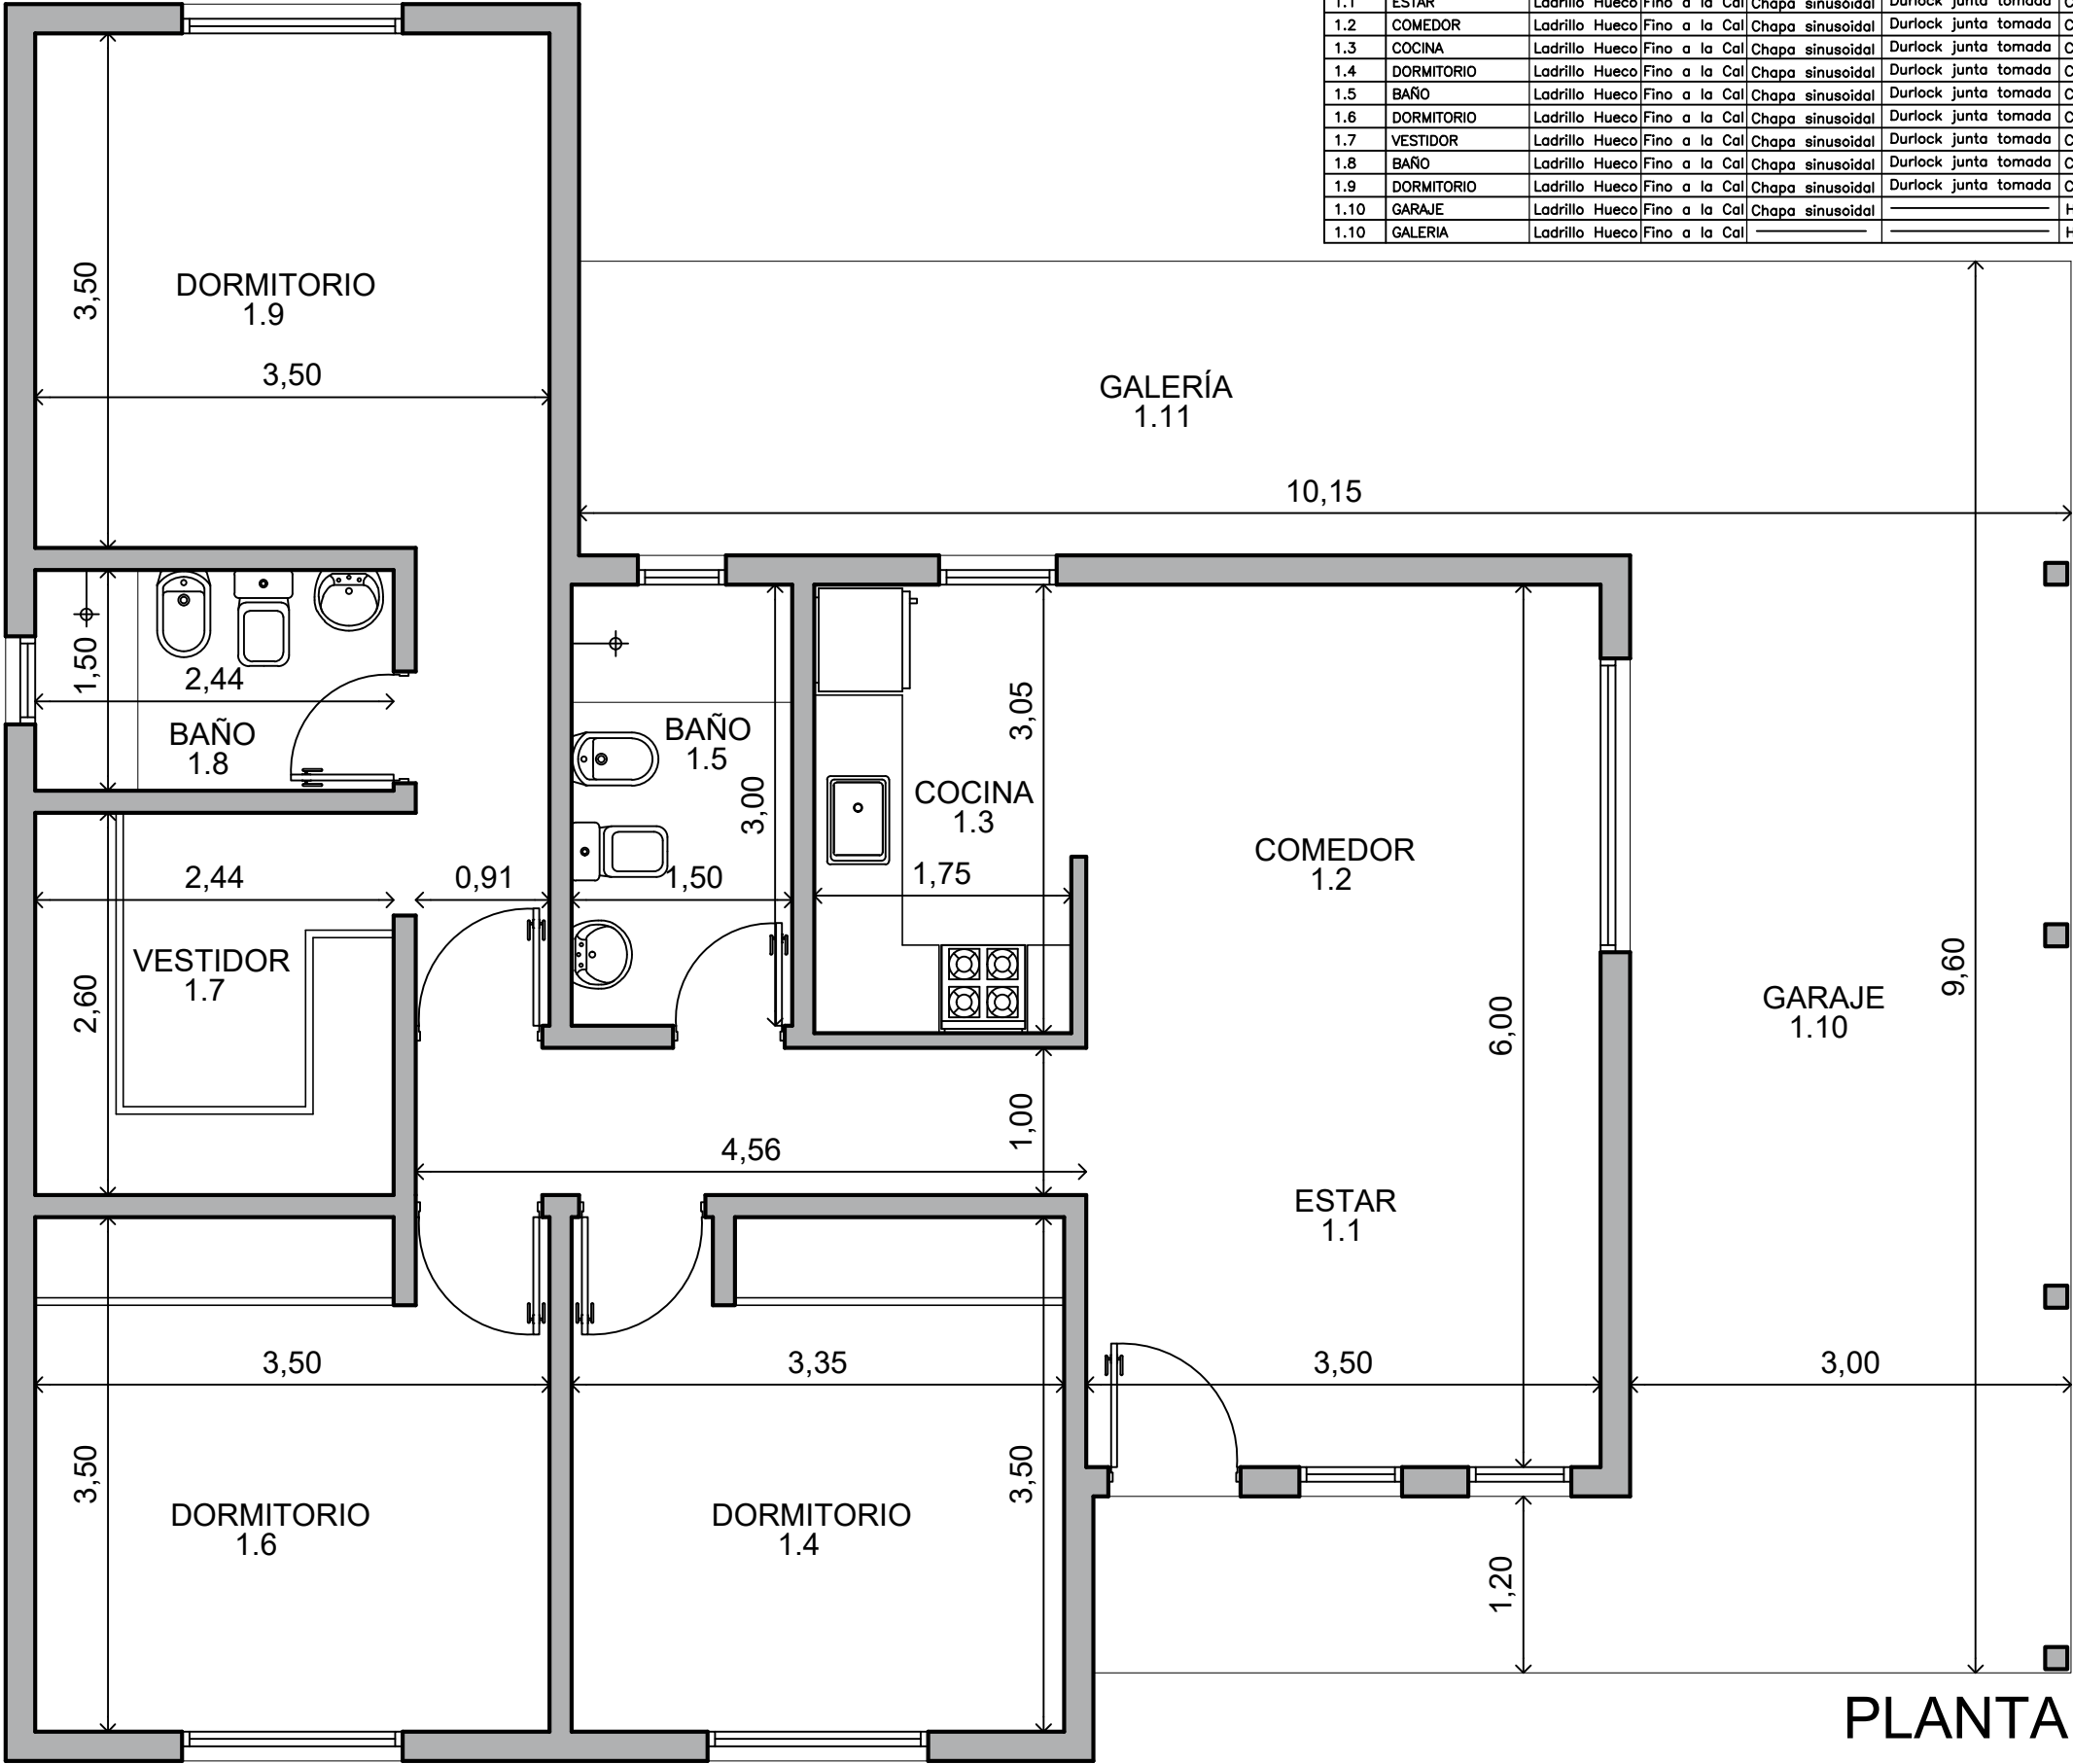 1.1 ESTAR Ladrillo Hueco Fino a la Cal Chapa sinusoidal Durlock junta tomada C
1.2 COMEDOR Ladrillo Hueco Fino a la Cal Chapa sinusoidal Durlock junta tomada C
1.3 COCINA Ladrillo Hueco Fino a la Cal Chapa sinusoidal Durlock junta tomada C
1.4 DORMITORIO Ladrillo Hueco Fino a la Cal Chapa sinusoidal Durlock junta tomada C
1.5 BAÑO Ladrillo Hueco Fino a la Cal Chapa sinusoidal Durlock junta tomada C
1.6 DORMITORIO Ladrillo Hueco Fino a la Cal Chapa sinusoidal Durlock junta tomada C
1.7 VESTIDOR Ladrillo Hueco Fino a la Cal Chapa sinusoidal Durlock junta tomada C
1.8 BAÑO Ladrillo Hueco Fino a la Cal Chapa sinusoidal Durlock junta tomada C
1.9 DORMITORIO Ladrillo Hueco Fino a la Cal Chapa sinusoidal Durlock junta tomada C
1.10 GARAJE Ladrillo Hueco Fino a la Cal Chapa sinusoidal H
1.10 GALERIA Ladrillo Hueco Fino a la Cal H
DORMITORIO
1.9
3,50
3,50
GALERÍA
1.11
10,15
1,50
2,44
BAÑO
1.8
BAÑO
1.5
3,00
1,50
3,05
COCINA
1.3
1,75
COMEDOR
1.2
2,44
0,91
VESTIDOR
1.7
2,60
6,00
9,60
GARAJE
1.10
4,56
1,00
ESTAR
1.1
3,50
3,35
3,50
3,00
3,50
DORMITORIO
1.6
DORMITORIO
1.4
3,50
1,20
PLANTA